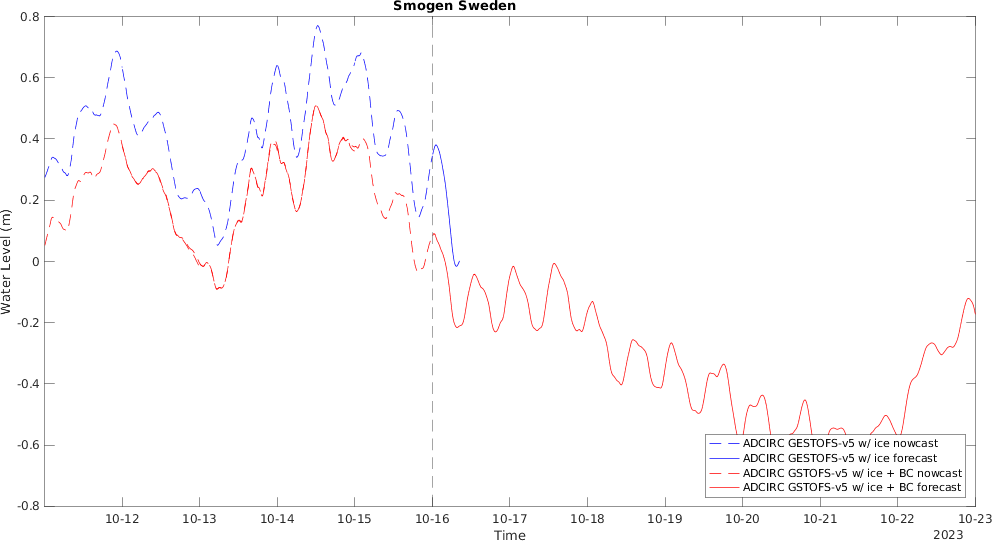 Smogen Sweden
0.8
0.6
0.4
0.2
0
-0.2
-0.4
-0.6
-0.8
Water Level (m)
ADCIRC GESTOFS-v5 w/ ice nowcast
ADCIRC GESTOFS-v5 w/ ice forecast
ADCIRC GSTOFS-v5 w/ ice + BC nowcast
ADCIRC GSTOFS-v5 w/ ice + BC forecast
10-12 10-13 10-14 10-15 10-16 10-17 10-18 10-19 10-20 10-21 10-22 10-23
Time
2023